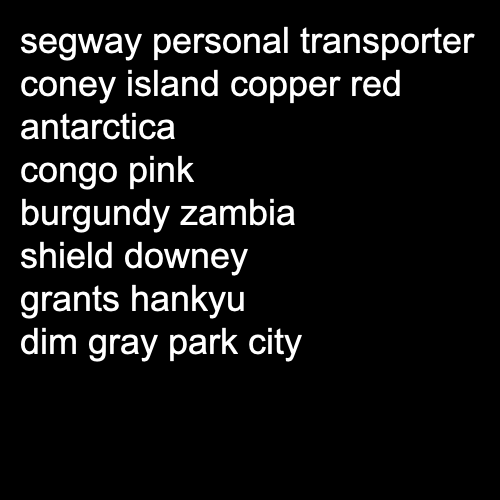 segway personal transporter
coney island copper red
antarctica
congo pink
burgundy zambia
shield downey
grants hankyu
dim gray park city